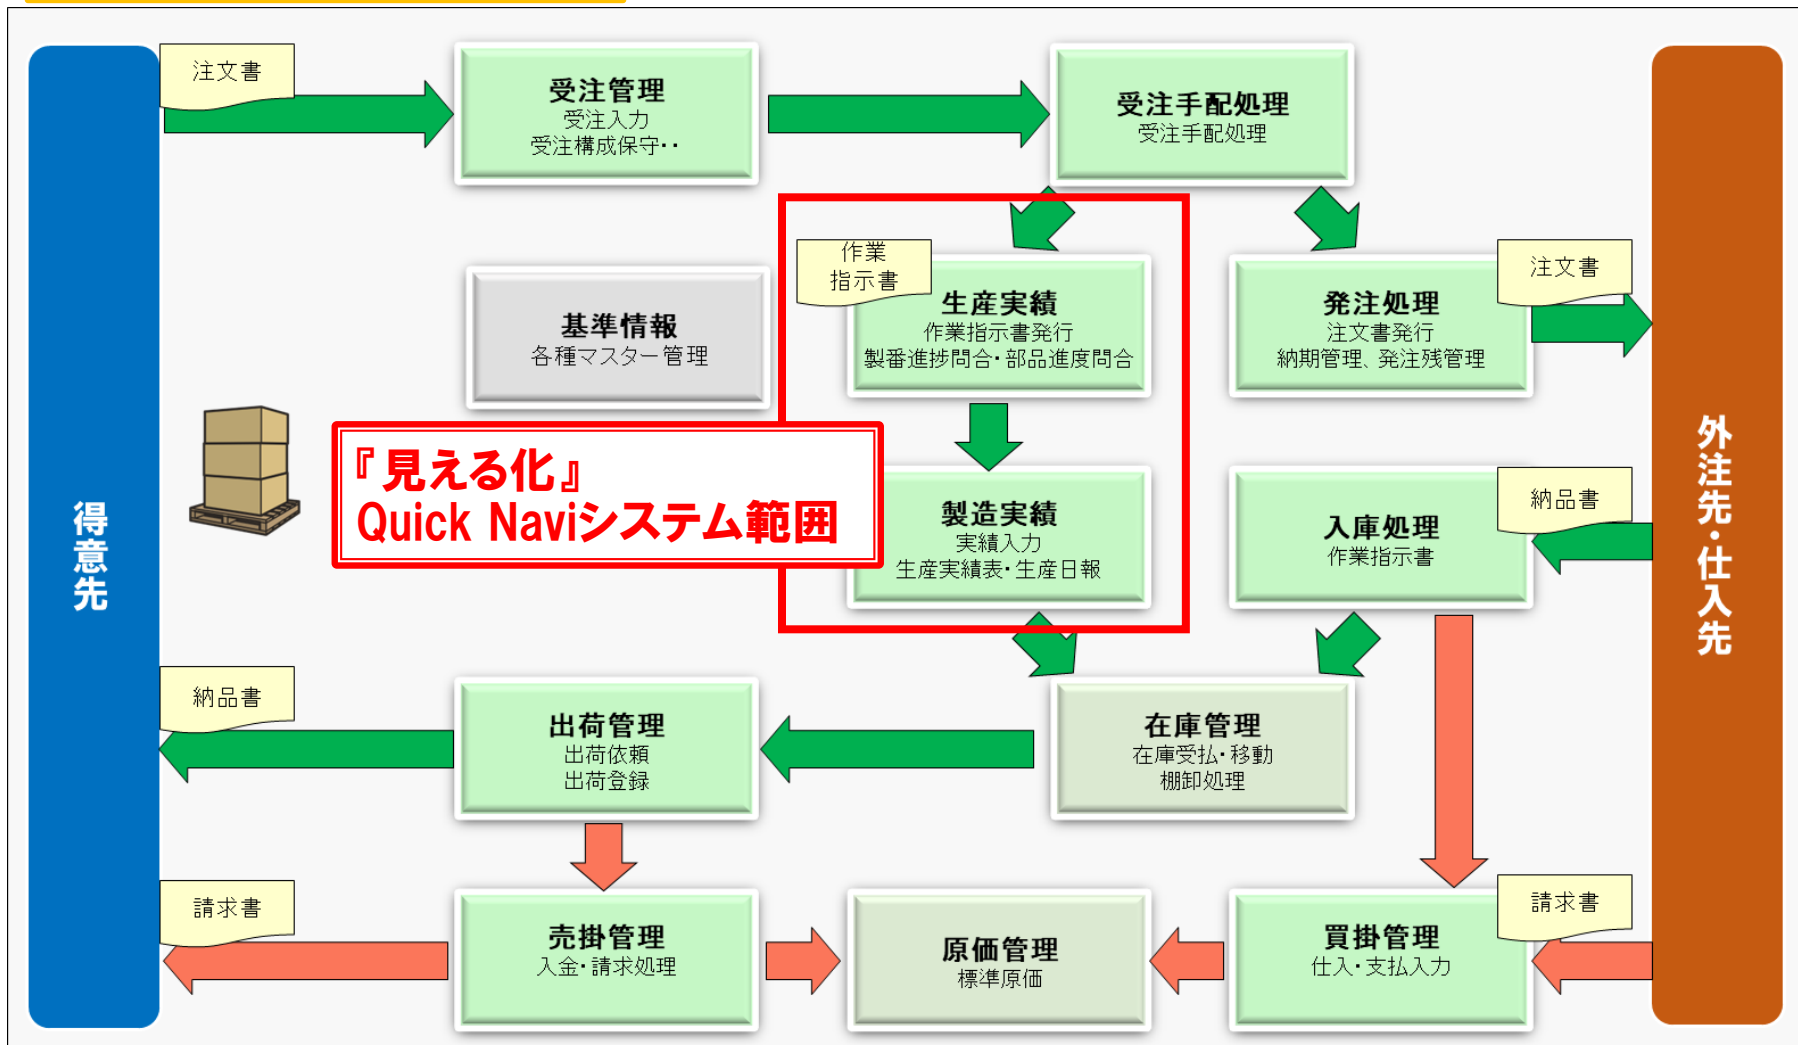 注文書
受注管理
受注入力
受注構成保守・・
受注手配処理
受注手配処理
作業
指示書
生産実績
作業指示書発行
製番進捗問合・部品進度問合
発注処理
注文書発行
納期管理、発注残管理
注文書
基準情報
各種マスター管理
『見える化』
Quick Naviシステム範囲
製造実績
実績入力
生産実績表・生産日報
入庫処理
作業指示書
納品書
得意先
外注先・仕入先
納品書
出荷管理
出荷依頼
出荷登録
在庫管理
在庫受払・移動
棚卸処理
請求書
売掛管理
入金・請求処理
原価管理
標準原価
買掛管理
仕入・支払入力
請求書